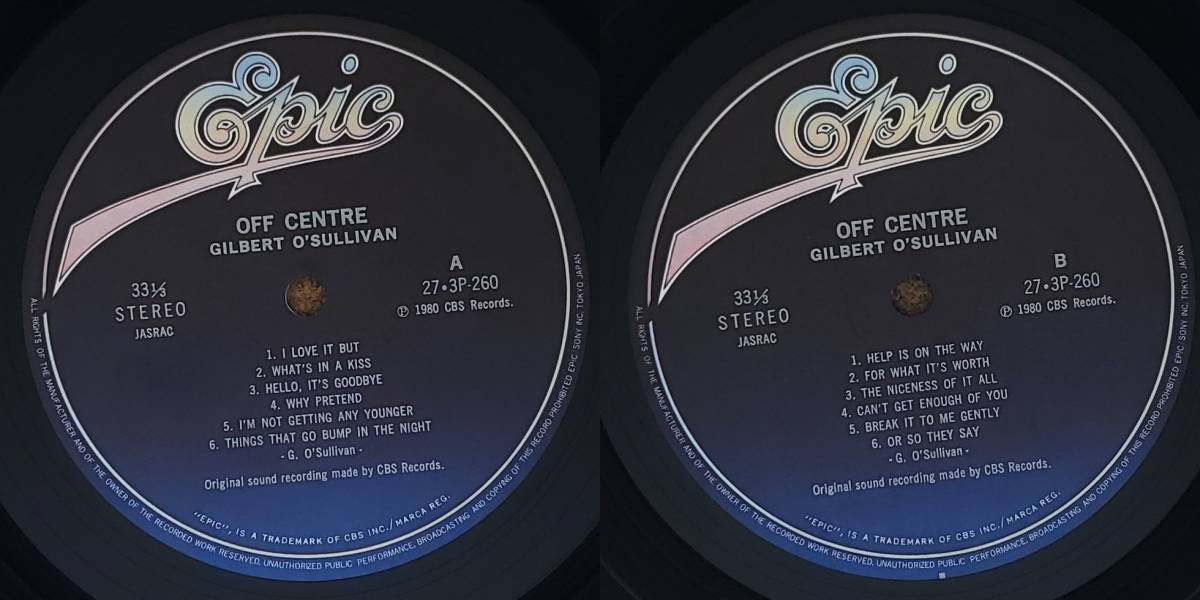 Epic
OFF CENTRE
GILBERT O'SULLIVAN
A
33⅓
27•3P-260
STEREO
℗ 1980 CBS Records.
JASRAC
1. I LOVE IT BUT
2. WHAT'S IN A KISS
3. HELLO, IT'S GOODBYE
4. WHY PRETEND
5. I'M NOT GETTING ANY YOUNGER
6. THINGS THAT GO BUMP IN THE NIGHT
- G. O'Sullivan -
Original sound recording made by CBS Records.
"EPIC", IS A TRADEMARK OF CBS INC./MARCA REG.
ALL RIGHTS OF THE MANUFACTURER AND OF THE OWNER OF THE RECORDED WORK RESERVED. UNAUTHORIZED PUBLIC PERFORMANCE, BROADCASTING AND COPYING OF THIS RECORD PROHIBITED EPIC SONY INC. TOKYO JAPAN
Epic
OFF CENTRE
GILBERT O'SULLIVAN
B
33⅓
27•3P-260
STEREO
℗ 1980 CBS Records.
JASRAC
1. HELP IS ON THE WAY
2. FOR WHAT IT'S WORTH
3. THE NICENESS OF IT ALL
4. CAN'T GET ENOUGH OF YOU
5. BREAK IT TO ME GENTLY
6. OR SO THEY SAY
- G. O'Sullivan -
Original sound recording made by CBS Records.
"EPIC", IS A TRADEMARK OF CBS INC./MARCA REG.
ALL RIGHTS OF THE MANUFACTURER AND OF THE OWNER OF THE RECORDED WORK RESERVED. UNAUTHORIZED PUBLIC PERFORMANCE, BROADCASTING AND COPYING OF THIS RECORD PROHIBITED EPIC SONY INC. TOKYO JAPAN